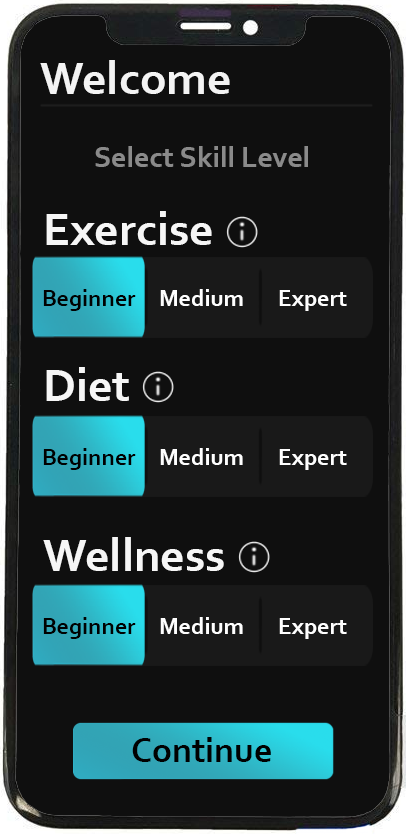 Welcome
Select Skill Level
Exercise
Beginner Medium Expert
Diet
Beginner Medium Expert
Wellness
Beginner Medium Expert
Continue